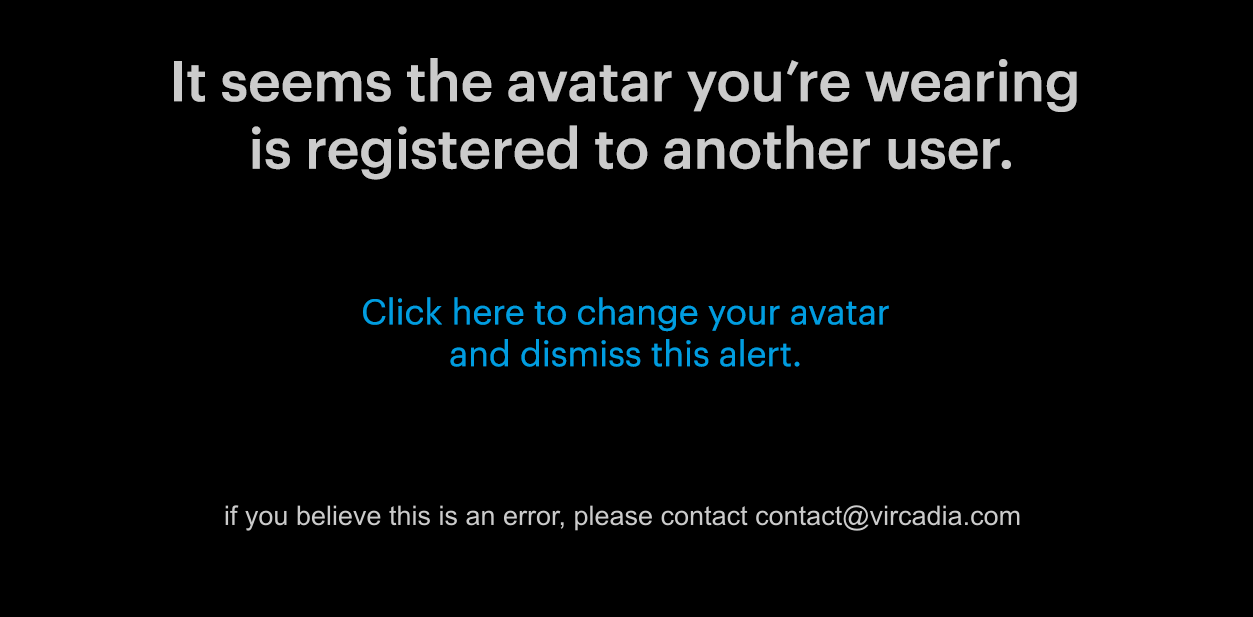 It seems the avatar you’re wearing
is registered to another user.
Click here to change your avatar
and dismiss this alert.
if you believe this is an error, please contact contact@vircadia.com